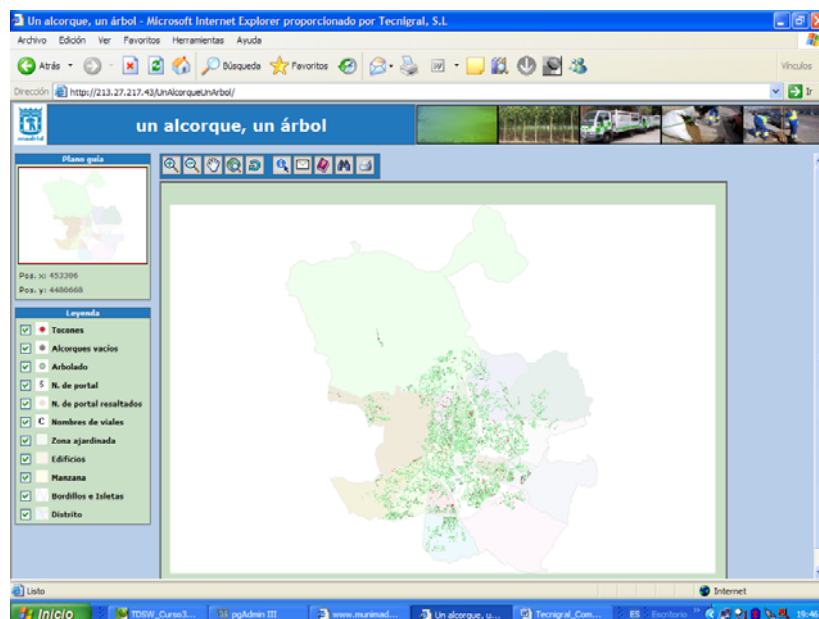 Un alcorque, un árbol - Microsoft Internet Explorer proporcionado por Tecnigral, S.L.
Archivo Edición Ver Favoritos Herramientas Ayuda
Atrás Búsqueda Favoritos Vínculos
Dirección http://213.27.217.43/UnAlcorqueUnArbol/ Ir
madrid
un alcorque, un árbol
Plano guía
Pos. x: 453306
Pos. y: 4480668
Leyenda
Tocones
Alcorques vacíos
Arbolado
5 N. de portal
N. de portal resaltados
C Nombres de viales
Zona ajardinada
Edificios
Manzana
Bordillos e Isletas
Distrito
Listo Internet
Inicio TDSW_Curso3... pgAdmin III www.munimad... Un alcorque, u... Tecnigral_Com... ES Escritorio 19:46